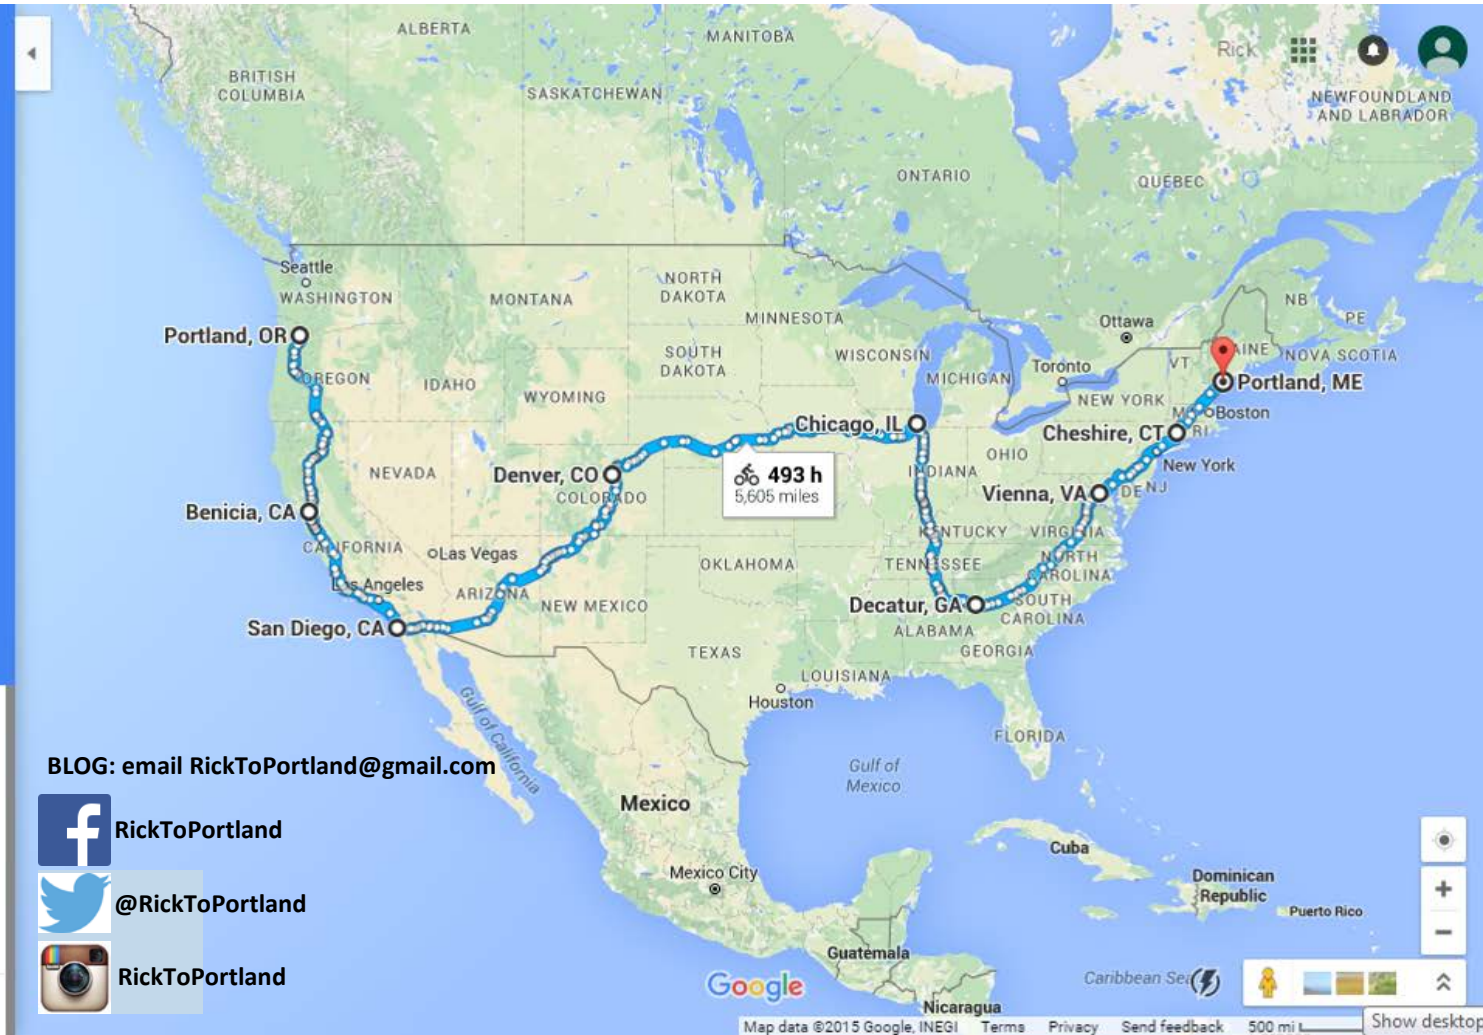 ALBERTA
MANITOBA
Rick
BRITISH
COLUMBIA
SASKATCHEWAN
NEWFOUNDLAND
AND LABRADOR
ONTARIO
QUEBEC
Seattle
WASHINGTON
MONTANA
NORTH
DAKOTA
MINNESOTA
Ottawa
NB
PE
Portland, OR
OREGON
IDAHO
WYOMING
SOUTH
DAKOTA
WISCONSIN
MICHIGAN
Toronto
VT
AINE
NOVA SCOTIA
NEW YORK
Portland, ME
Boston
Chicago, IL
Cheshire, CT
RI
NEVADA
Denver, CO
COLORADO
493 h
5,605 miles
INDIANA
OHIO
New York
Vienna, VA
DE
NJ
Benicia, CA
CALIFORNIA
Las Vegas
KENTUCKY
VIRGINIA
Los Angeles
ARIZONA
NEW MEXICO
OKLAHOMA
TENNESSEE
NORTH
CAROLINA
San Diego, CA
Decatur, GA
SOUTH
CAROLINA
ALABAMA
GEORGIA
TEXAS
LOUISIANA
Houston
FLORIDA
Gulf of California
Gulf of
Mexico
BLOG: email RickToPortland@gmail.com
Mexico
RickToPortland
Cuba
Mexico City
Dominican
Republic
@RickToPortland
Puerto Rico
Guatemala
RickToPortland
Google
Caribbean Sea
Nicaragua
Map data ©2015 Google, INEGI Terms Privacy Send feedback 500 mi
Show desktop